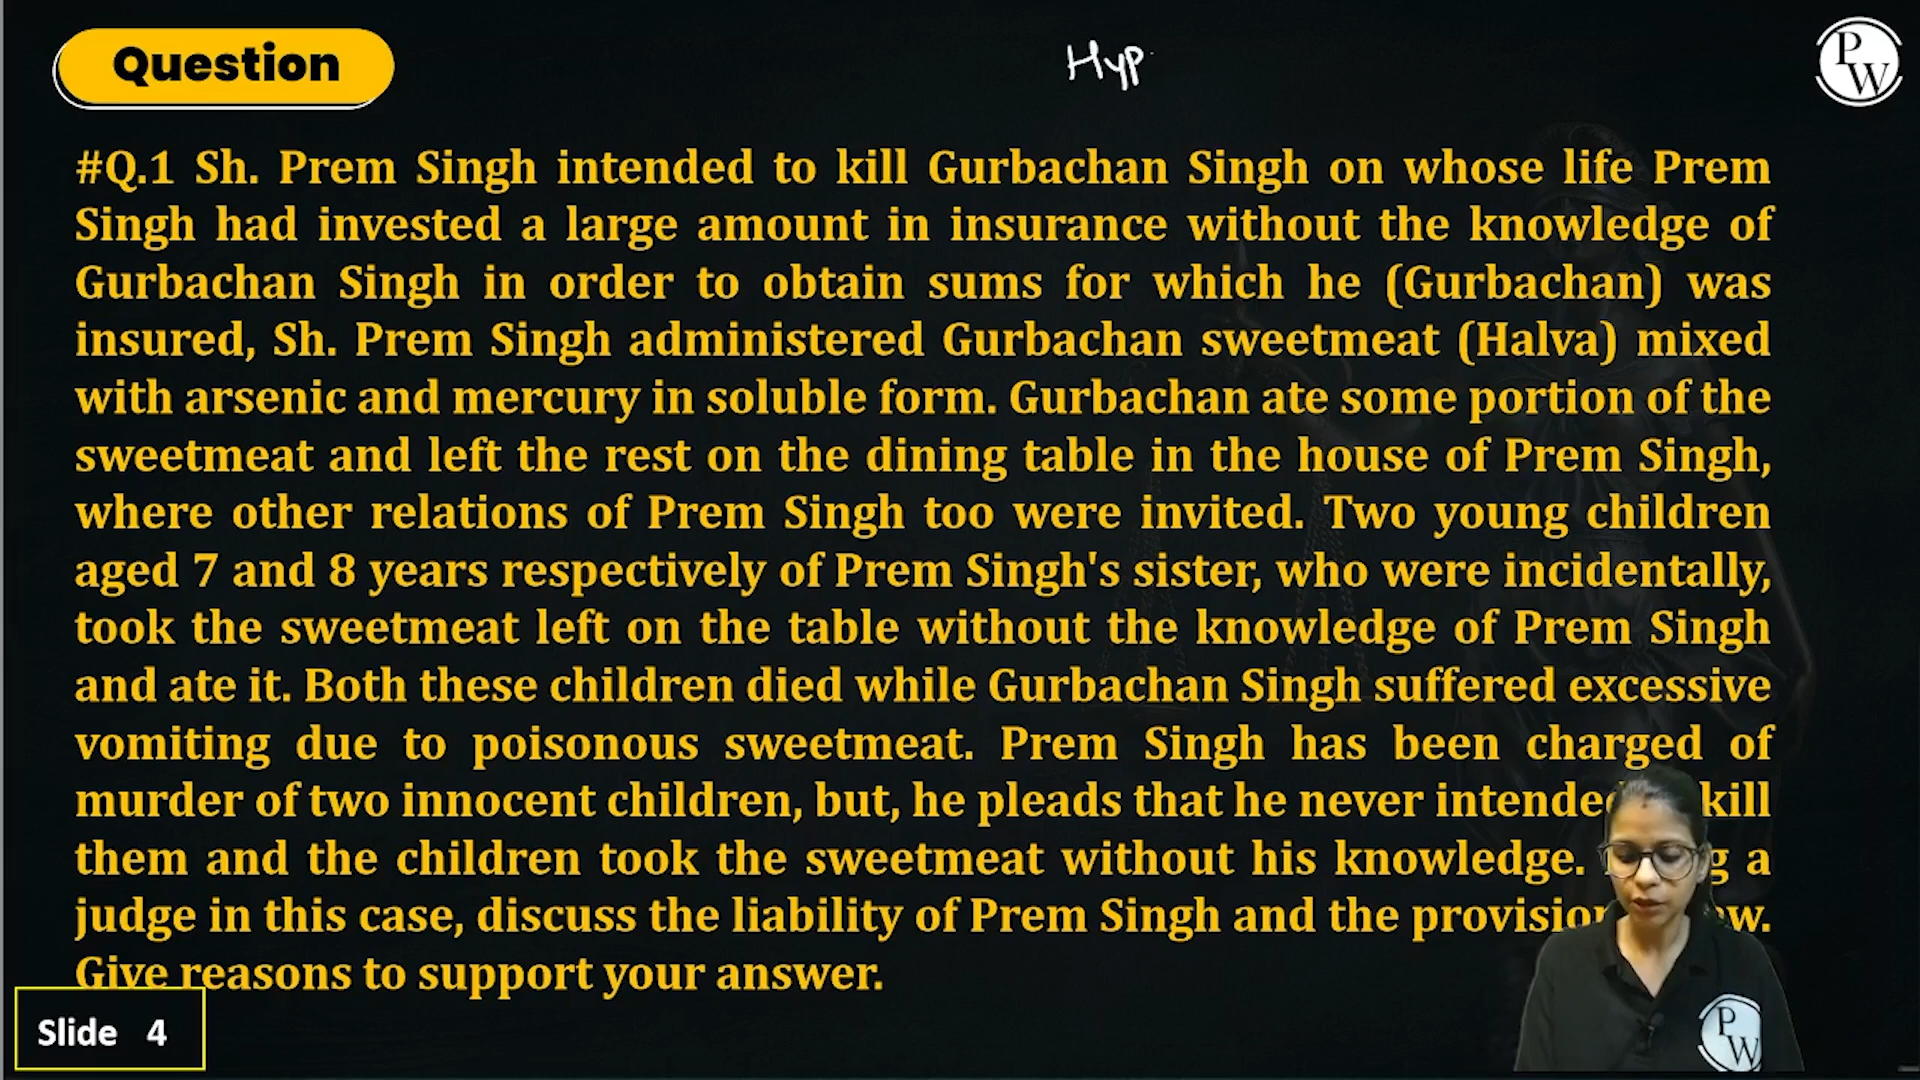 Question
Hyp
P
W
#Q.1 Sh. Prem Singh intended to kill Gurbachan Singh on whose life Prem
Singh had invested a large amount in insurance without the knowledge of
Gurbachan Singh in order to obtain sums for which he (Gurbachan) was
insured, Sh. Prem Singh administered Gurbachan sweetmeat (Halva) mixed
with arsenic and mercury in soluble form. Gurbachan ate some portion of the
sweetmeat and left the rest on the dining table in the house of Prem Singh,
where other relations of Prem Singh too were invited. Two young children
aged 7 and 8 years respectively of Prem Singh's sister, who were incidentally,
took the sweetmeat left on the table without the knowledge of Prem Singh
and ate it. Both these children died while Gurbachan Singh suffered excessive
vomiting due to poisonous sweetmeat. Prem Singh has been charged of
murder of two innocent children, but, he pleads that he never intended kill
them and the children took the sweetmeat without his knowledge. a
judge in this case, discuss the liability of Prem Singh and the
Give reasons to support your answer.
Slide 4
P
W